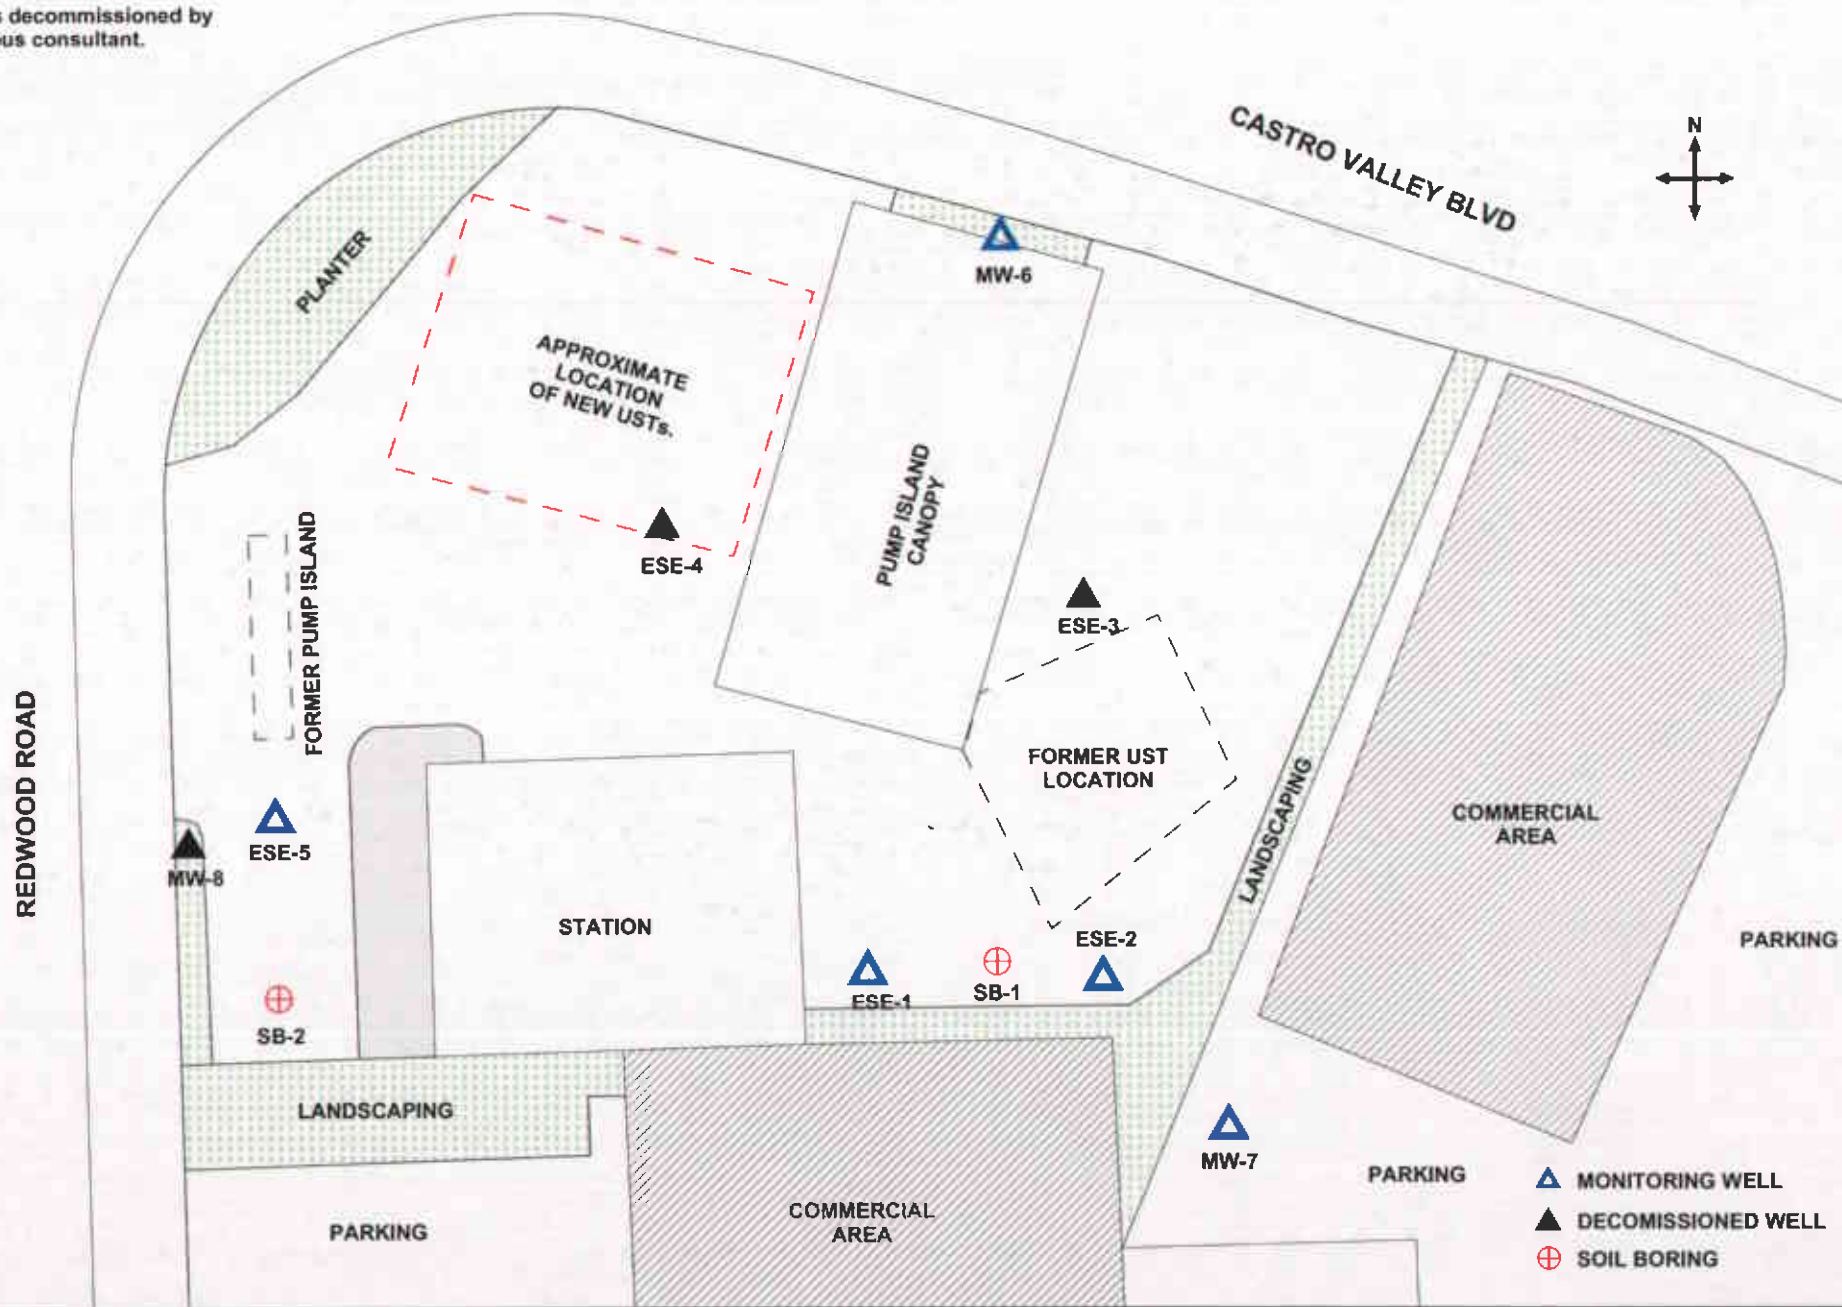 decommissioned by
consultant.
CASTRO VALLEY BLVD
N
PLANTER
MW-6
APPROXIMATE
LOCATION
OF NEW USTs.
PUMP ISLAND
CANOPY
ESE-4
FORMER PUMP ISLAND
ESE-3
REDWOOD ROAD
FORMER UST
LOCATION
LANDSCAPING
COMMERCIAL
AREA
ESE-5
MW-8
STATION
ESE-2
PARKING
ESE-1
SB-1
SB-2
LANDSCAPING
MW-7
PARKING
COMMERCIAL
AREA
PARKING
MONITORING WELL
DECOMISSIONED WELL
SOIL BORING